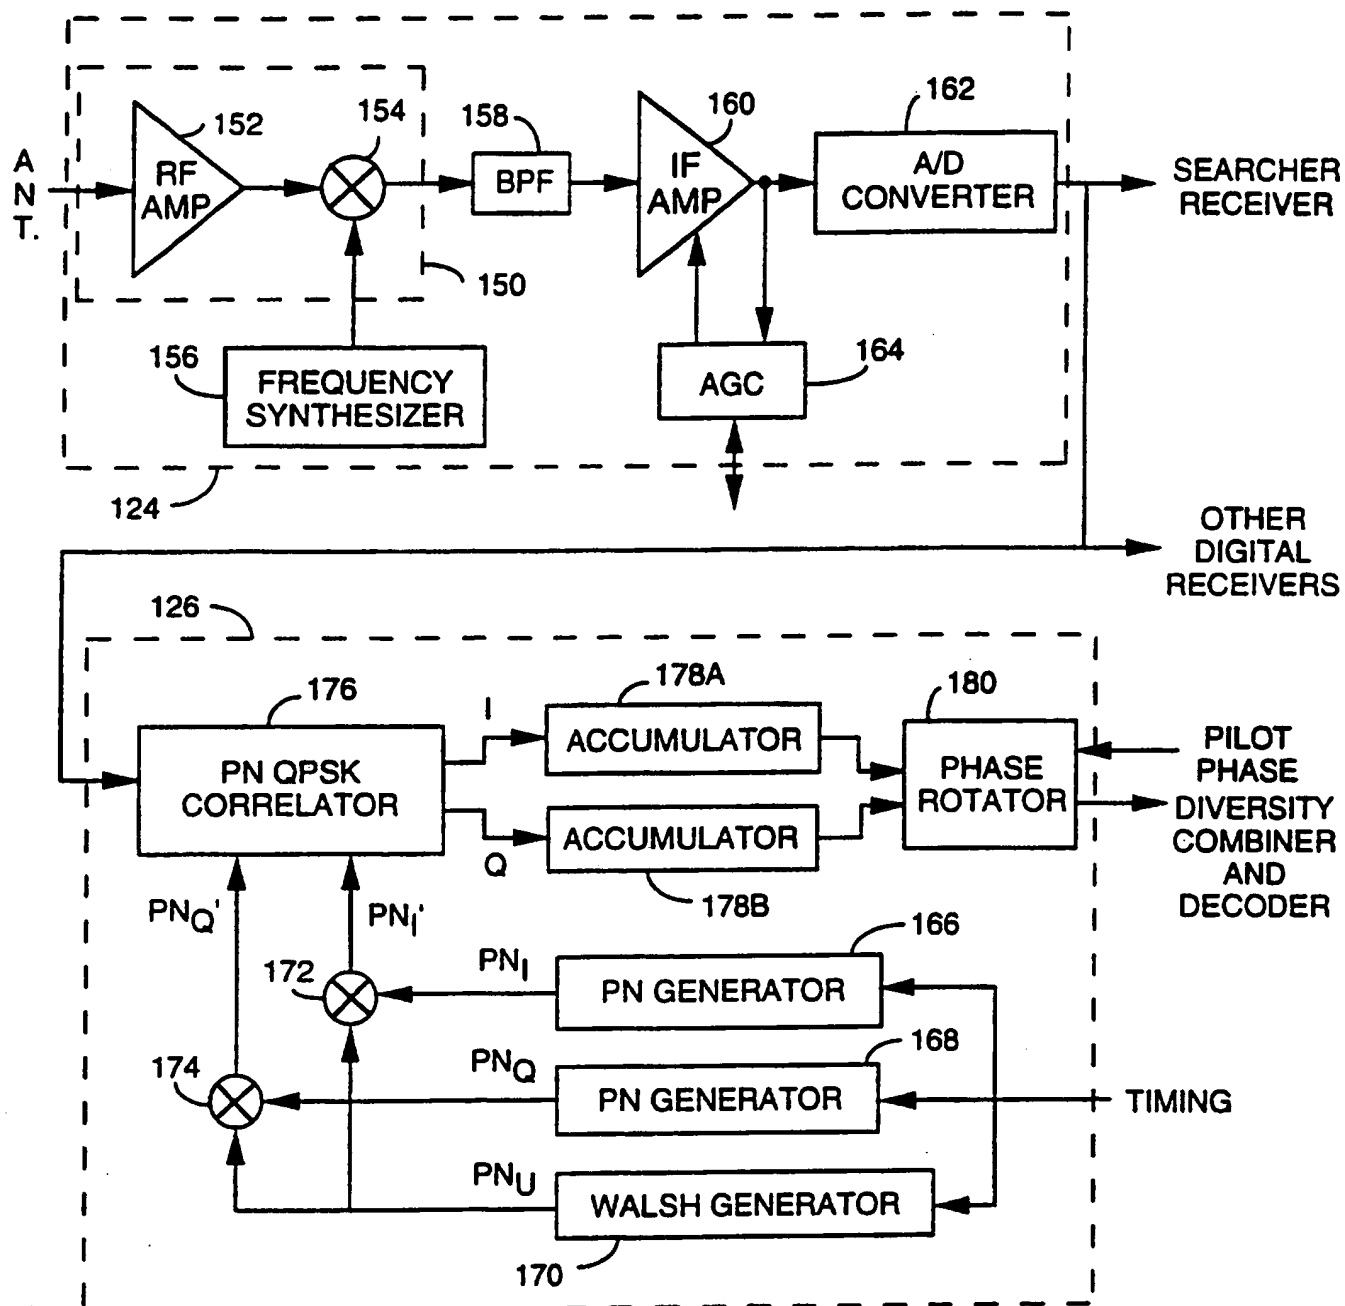 152
154
158
160
162
A
N
T.
RF
AMP
BPF
IF
AMP
A/D
CONVERTER
SEARCHER
RECEIVER
150
156
FREQUENCY
SYNTHESIZER
AGC
164
124
OTHER
DIGITAL
RECEIVERS
126
176
I
178A
180
PN QPSK
CORRELATOR
ACCUMULATOR
PHASE
ROTATOR
PILOT
PHASE
ACCUMULATOR
Q
178B
DIVERSITY
COMBINER
AND
DECODER
PNQ'
PNI'
172
PNI
166
PN GENERATOR
174
PNQ
168
PN GENERATOR
TIMING
PNU
WALSH GENERATOR
170